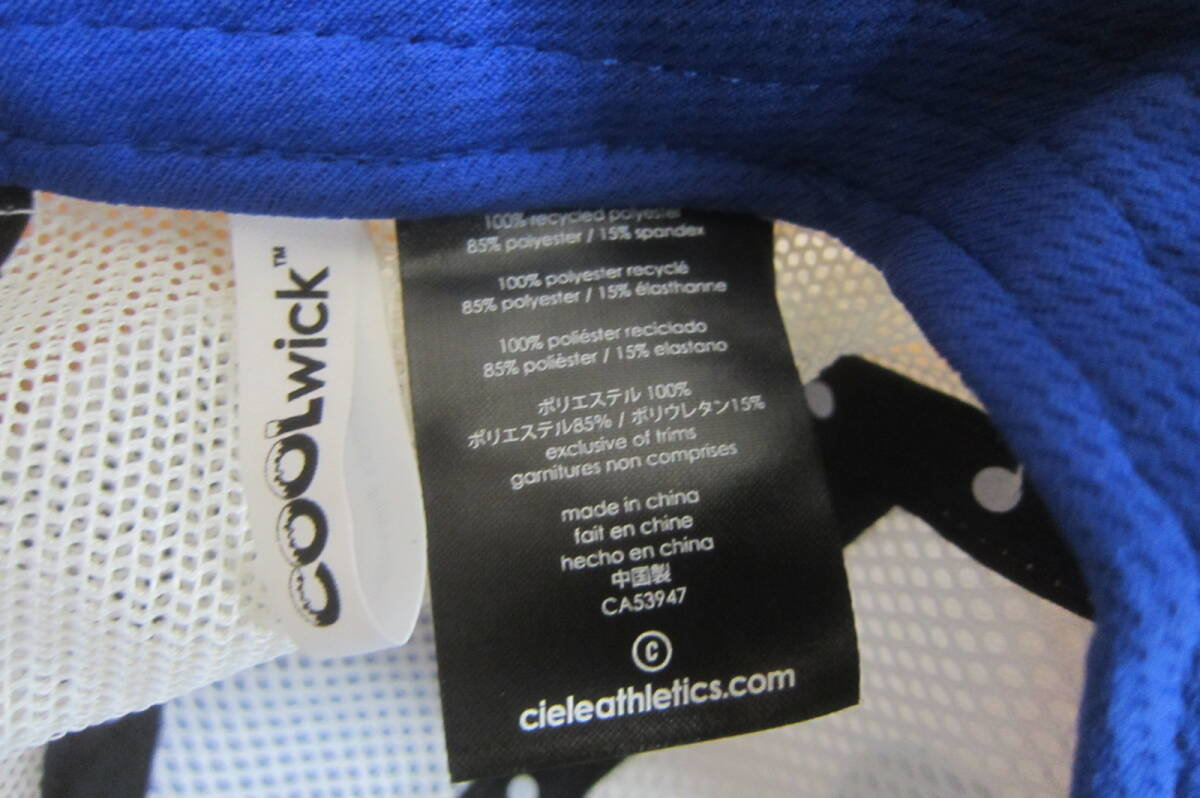 COOLwick™
100% recycled polyester
85% polyester / 15% spandex
100% polyester recyclé
85% polyester / 15% élasthanne
100% poliéster reciclado
85% poliéster / 15% elastano
ポリエステル 100%
ポリエステル85% / ポリウレタン15%
exclusive of trims
garnitures non comprises
made in china
fait en chine
hecho en china
中国製
CA53947
C
cieleathletics.com